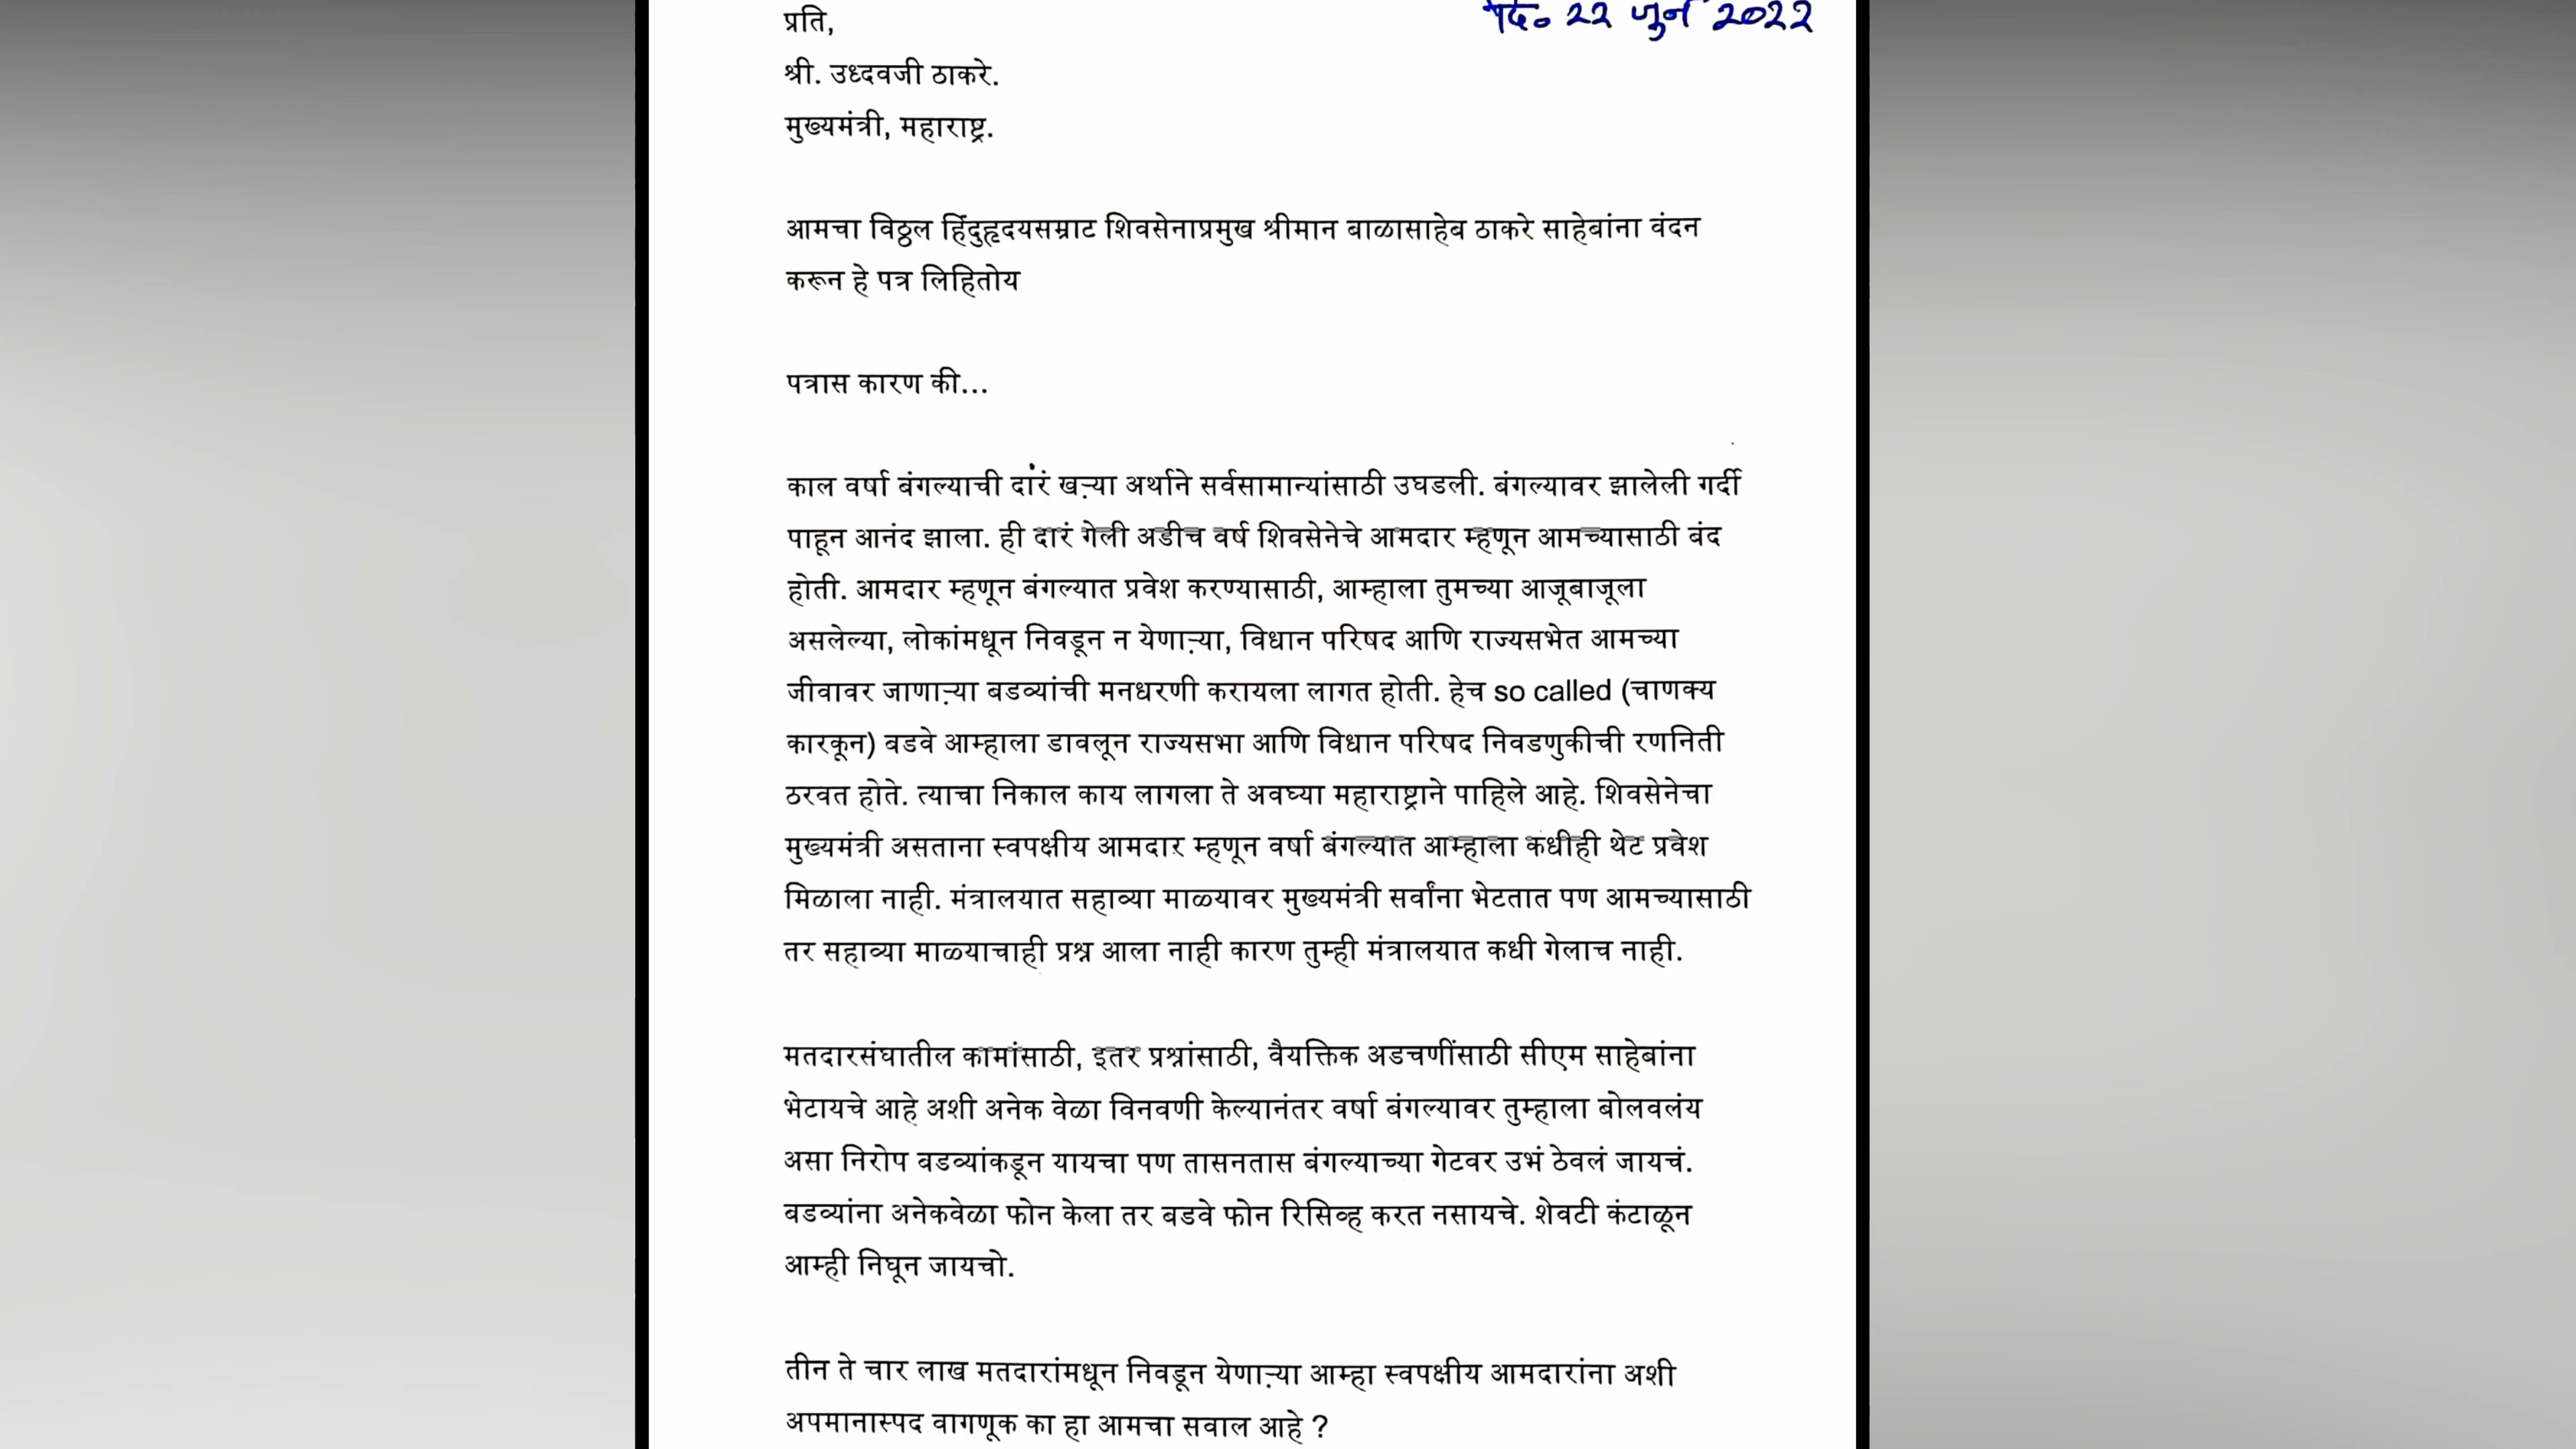 प्रति,
दि० 22 जुन 2022
श्री. उध्दवजी ठाकरे.
मुख्यमंत्री, महाराष्ट्र.
आमचा विठ्ठल हिंदुहृदयसम्राट शिवसेनाप्रमुख श्रीमान बाळासाहेब ठाकरे साहेबांना वंदन
करून हे पत्र लिहितोय
पत्रास कारण की...
काल वर्षा बंगल्याची दारं खऱ्या अर्थाने सर्वसामान्यांसाठी उघडली. बंगल्यावर झालेली गर्दी
पाहून आनंद झाला. ही दारं गेली अडीच वर्ष शिवसेनेचे आमदार म्हणून आमच्यासाठी बंद
होती. आमदार म्हणून बंगल्यात प्रवेश करण्यासाठी, आम्हाला तुमच्या आजूबाजूला
असलेल्या, लोकांमधून निवडून न येणाऱ्या, विधान परिषद आणि राज्यसभेत आमच्या
जीवावर जाणाऱ्या बडव्यांची मनधरणी करायला लागत होती. हेच so called (चाणक्य
कारकून) बडवे आम्हाला डावलून राज्यसभा आणि विधान परिषद निवडणुकीची रणनिती
ठरवत होते. त्याचा निकाल काय लागला ते अवघ्या महाराष्ट्राने पाहिले आहे. शिवसेनेचा
मुख्यमंत्री असताना स्वपक्षीय आमदार म्हणून वर्षा बंगल्यात आम्हाला कधीही थेट प्रवेश
मिळाला नाही. मंत्रालयात सहाव्या माळ्यावर मुख्यमंत्री सर्वांना भेटतात पण आमच्यासाठी
तर सहाव्या माळ्याचाही प्रश्न आला नाही कारण तुम्ही मंत्रालयात कधी गेलाच नाही.
मतदारसंघातील कामांसाठी, इतर प्रश्नांसाठी, वैयक्तिक अडचणींसाठी सीएम साहेबांना
भेटायचे आहे अशी अनेक वेळा विनवणी केल्यानंतर वर्षा बंगल्यावर तुम्हाला बोलवलंय
असा निरोप बडव्यांकडून यायचा पण तासनतास बंगल्याच्या गेटवर उभं ठेवलं जायचं.
बडव्यांना अनेकवेळा फोन केला तर बडवे फोन रिसिव्ह करत नसायचे. शेवटी कंटाळून
आम्ही निघून जायचो.
तीन ते चार लाख मतदारांमधून निवडून येणाऱ्या आम्हा स्वपक्षीय आमदारांना अशी
अपमानास्पद वागणूक का हा आमचा सवाल आहे ?